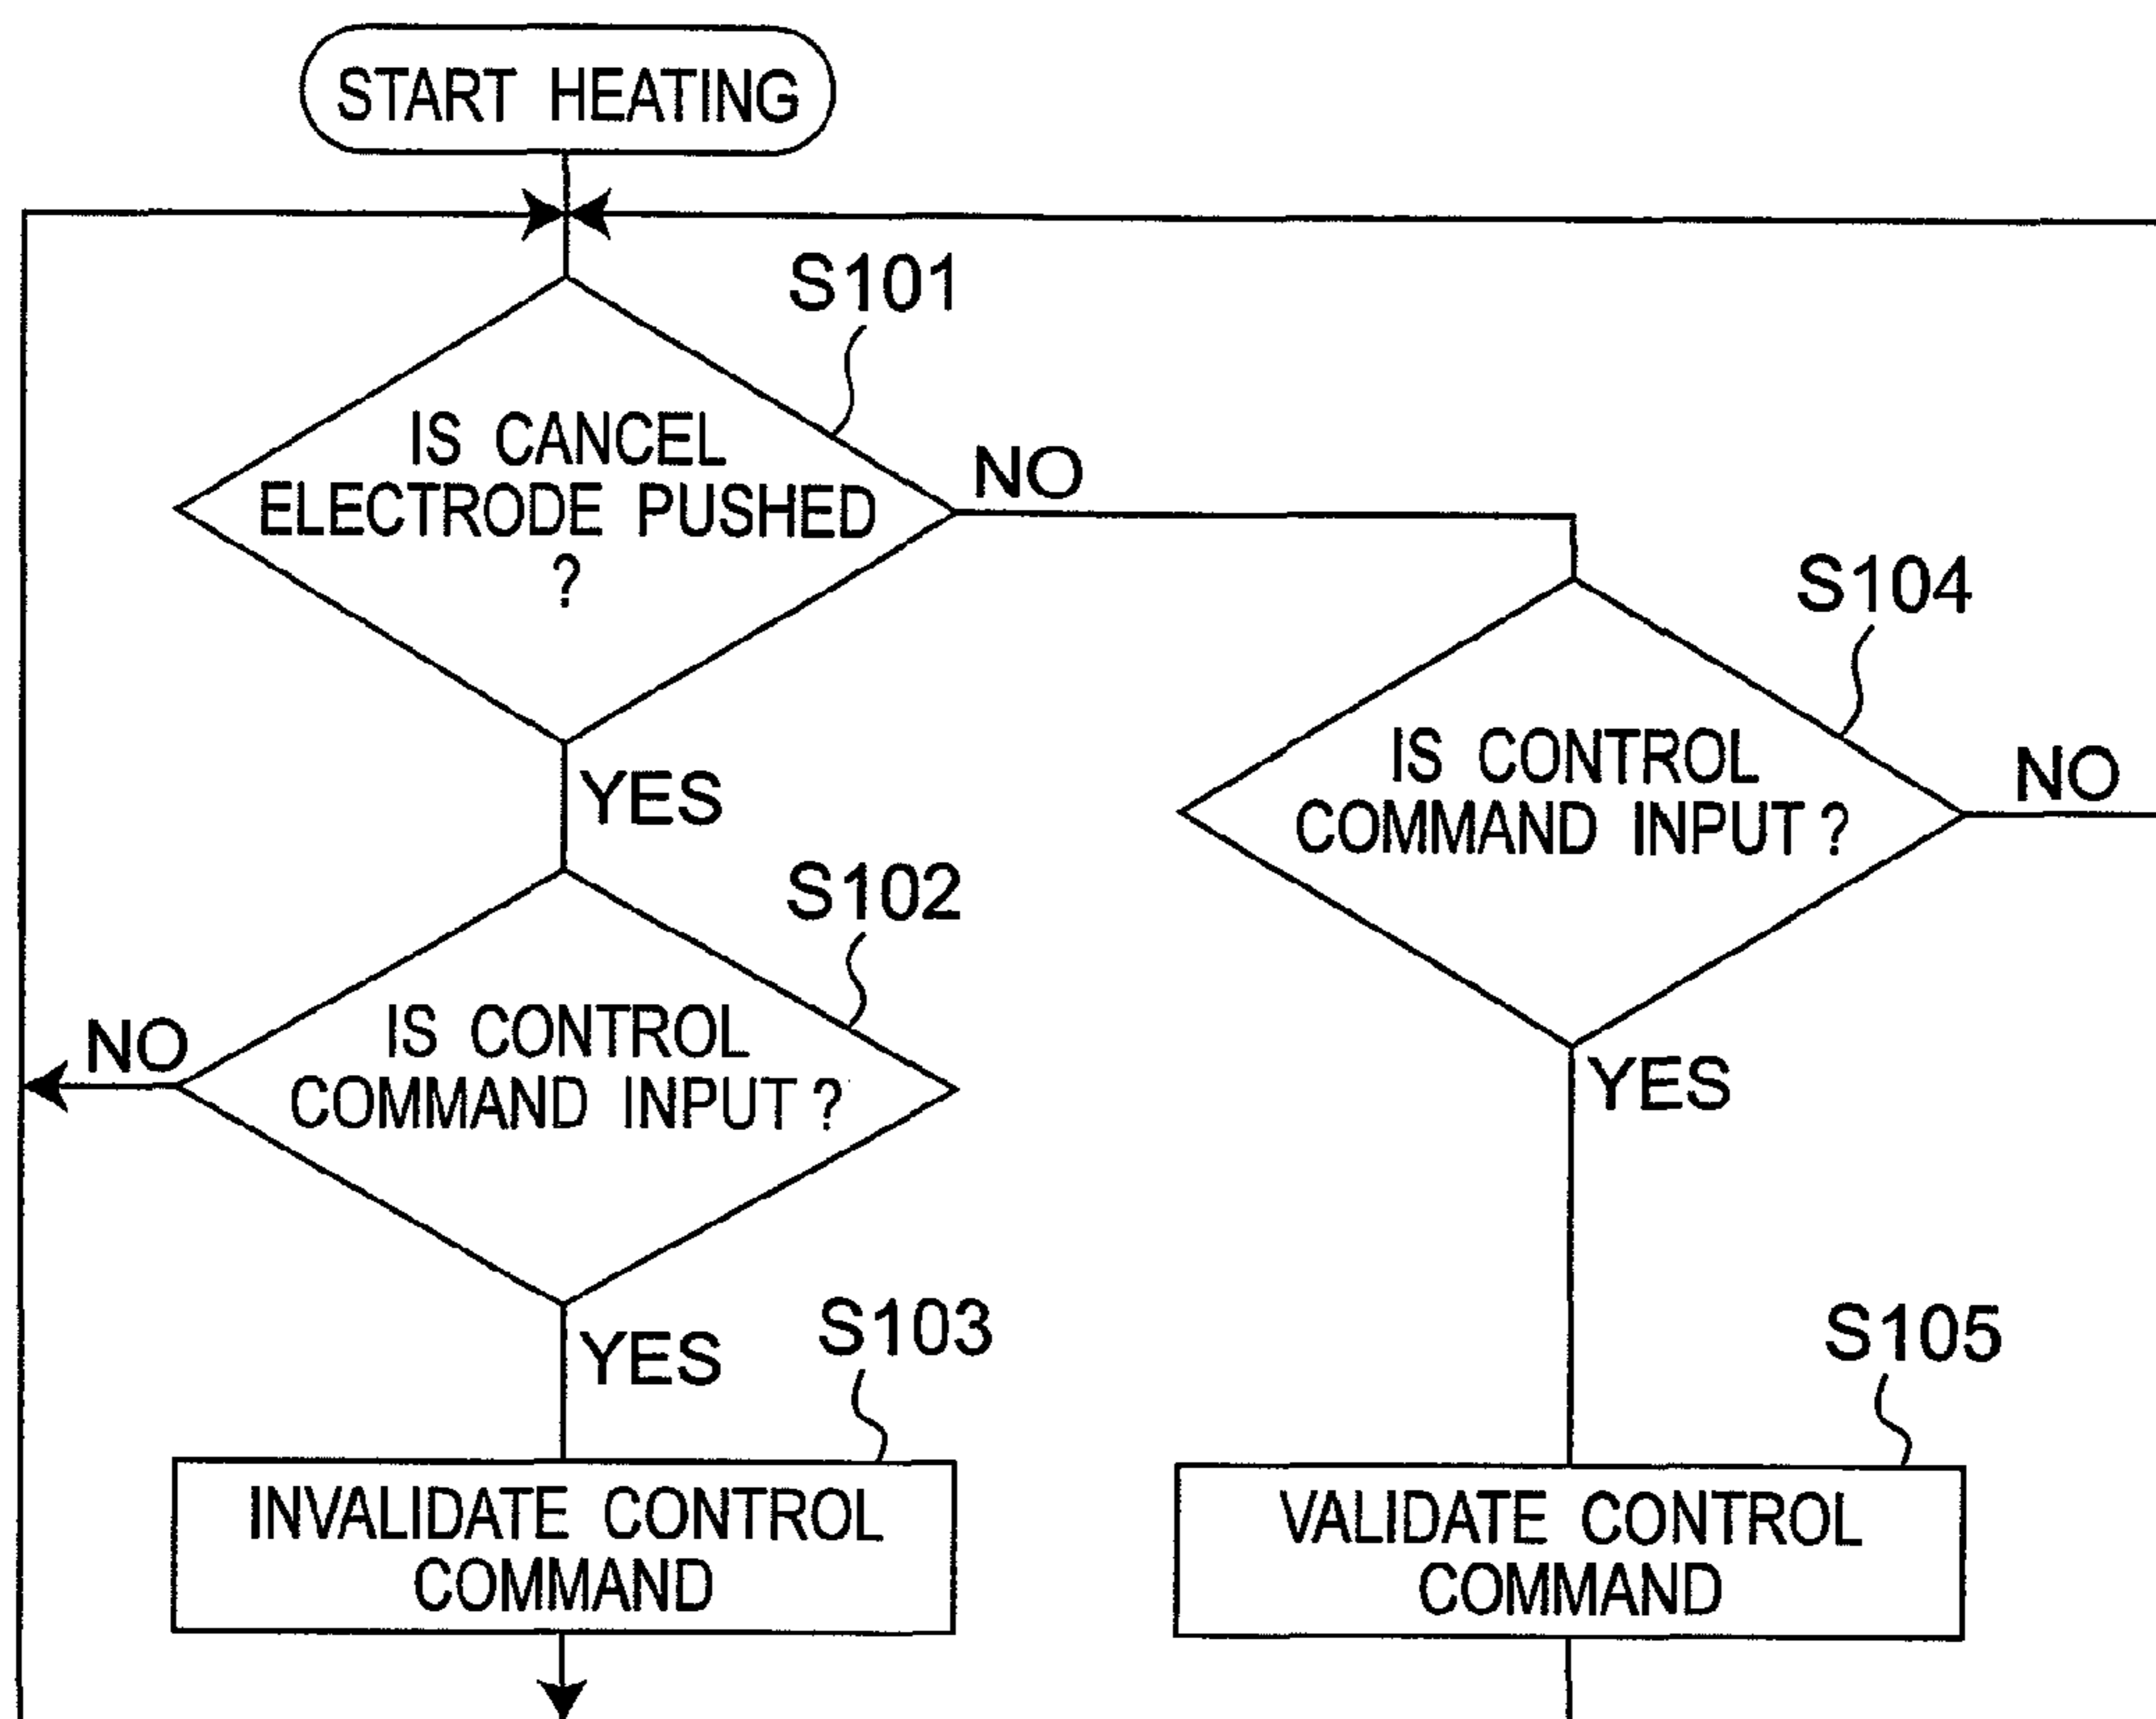 START HEATING
S101
IS CANCEL
ELECTRODE PUSHED
?
NO
YES
S104
IS CONTROL
COMMAND INPUT ?
NO
YES
S102
IS CONTROL
COMMAND INPUT ?
NO
YES
S103
INVALIDATE CONTROL
COMMAND
S105
VALIDATE CONTROL
COMMAND